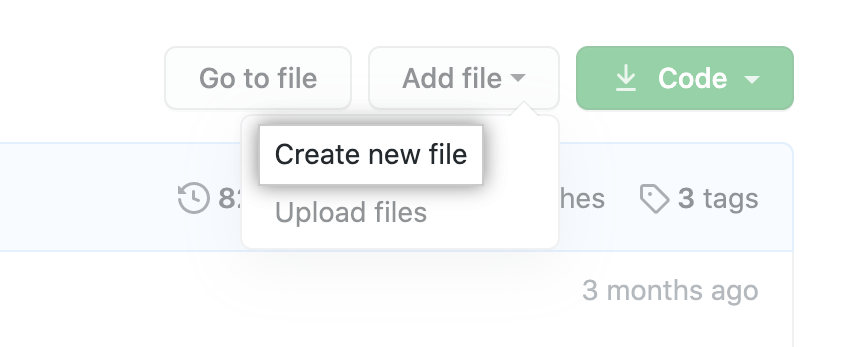 Go to file
Add file
Code
Create new file
Upload files
3 tags
3 months ago